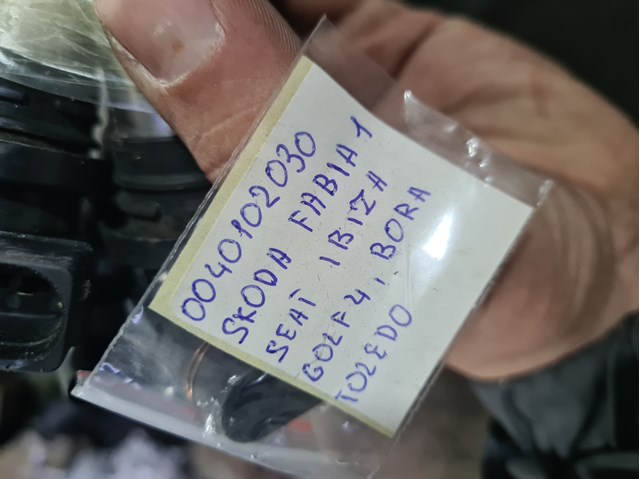 0040102030
SKODA FABIA 1
SEAT IBIZA
GOLF 4, BORA
TOLEDO